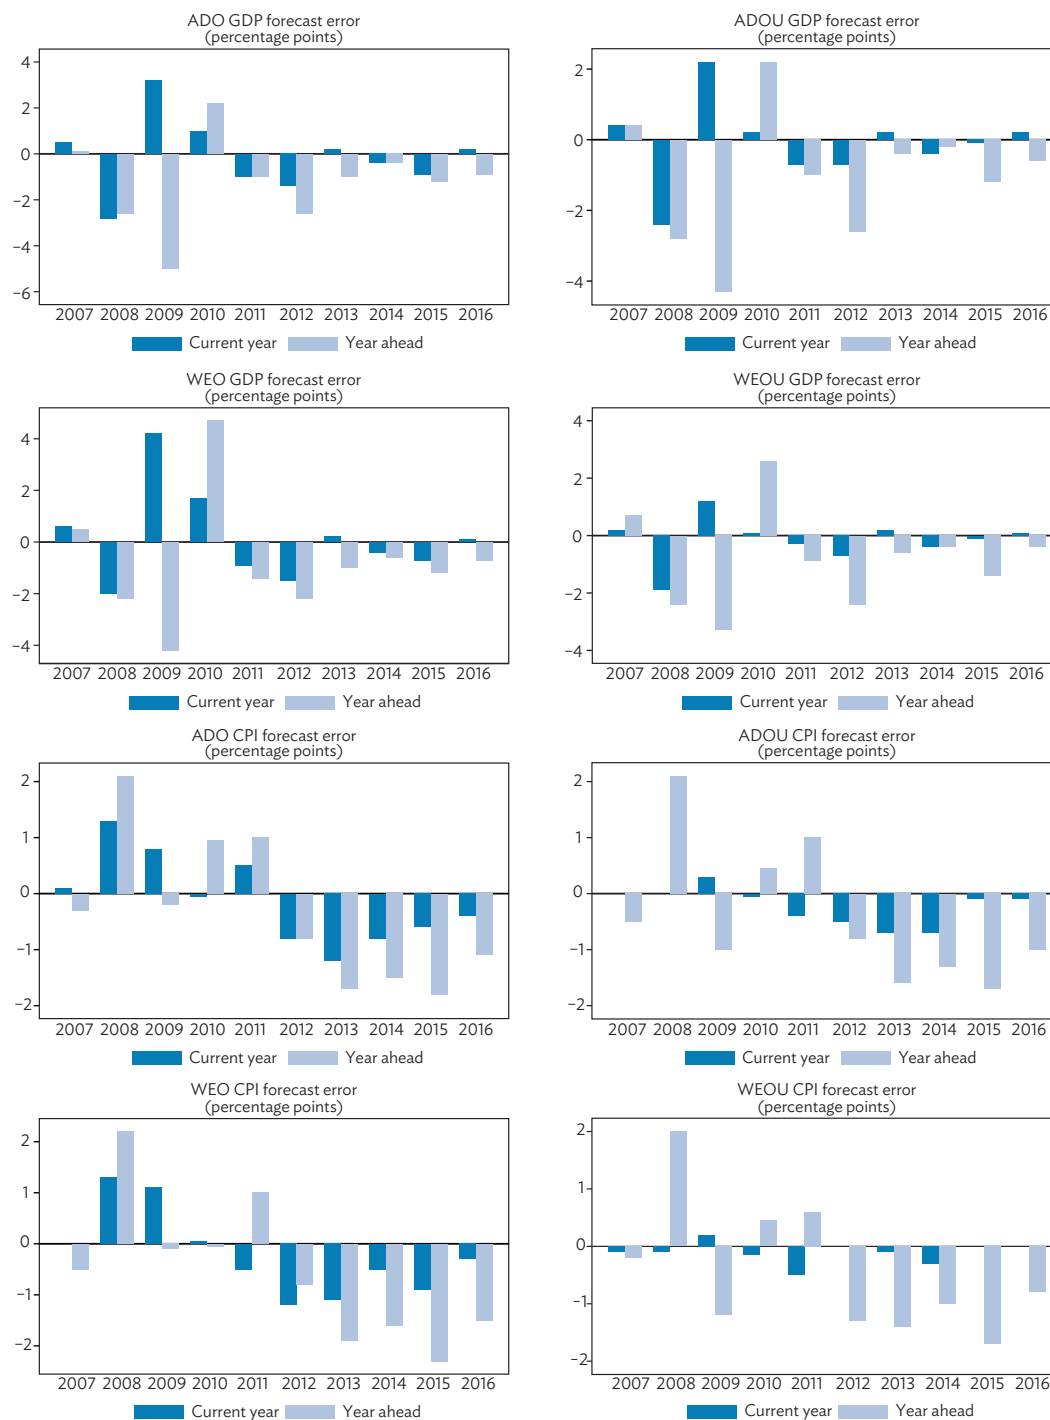 ADO GDP forecast error
(percentage points)
4
2
0
−2
−4
−6
2007 2008 2009 2010 2011 2012 2013 2014 2015 2016
Current year Year ahead
ADOU GDP forecast error
(percentage points)
2
0
−2
−4
2007 2008 2009 2010 2011 2012 2013 2014 2015 2016
Current year Year ahead
WEO GDP forecast error
(percentage points)
4
2
0
−2
−4
2007 2008 2009 2010 2011 2012 2013 2014 2015 2016
Current year Year ahead
WEOU GDP forecast error
(percentage points)
4
2
0
−2
−4
2007 2008 2009 2010 2011 2012 2013 2014 2015 2016
Current year Year ahead
ADO CPI forecast error
(percentage points)
2
1
0
−1
−2
2007 2008 2009 2010 2011 2012 2013 2014 2015 2016
Current year Year ahead
ADOU CPI forecast error
(percentage points)
2
1
0
−1
−2
2007 2008 2009 2010 2011 2012 2013 2014 2015 2016
Current year Year ahead
WEO CPI forecast error
(percentage points)
2
1
0
−1
−2
2007 2008 2009 2010 2011 2012 2013 2014 2015 2016
Current year Year ahead
WEOU CPI forecast error
(percentage points)
2
1
0
−1
−2
2007 2008 2009 2010 2011 2012 2013 2014 2015 2016
Current year Year ahead